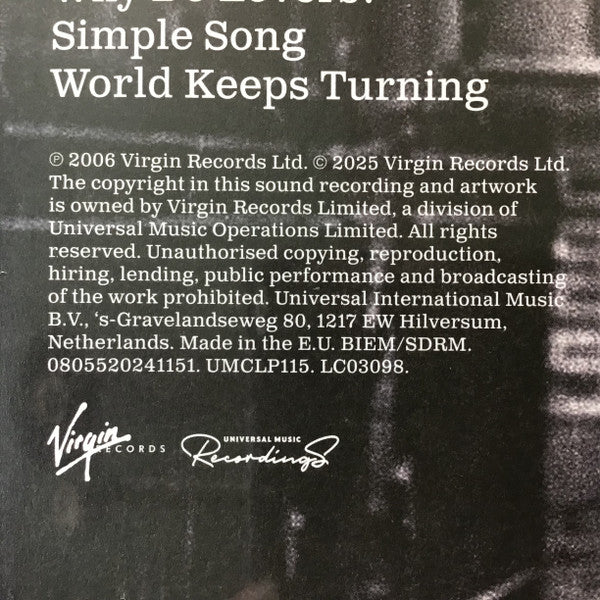 Simple Song
World Keeps Turning
℗ 2006 Virgin Records Ltd. © 2025 Virgin Records Ltd.
The copyright in this sound recording and artwork
is owned by Virgin Records Limited, a division of
Universal Music Operations Limited. All rights
reserved. Unauthorised copying, reproduction,
hiring, lending, public performance and broadcasting
of the work prohibited. Universal International Music
B.V., ‘s-Gravelandseweg 80, 1217 EW Hilversum,
Netherlands. Made in the E.U. BIEM/SDRM.
0805520241151. UMCLP115. LC03098.
Virgin RECORDS
UNIVERSAL MUSIC
Recordings